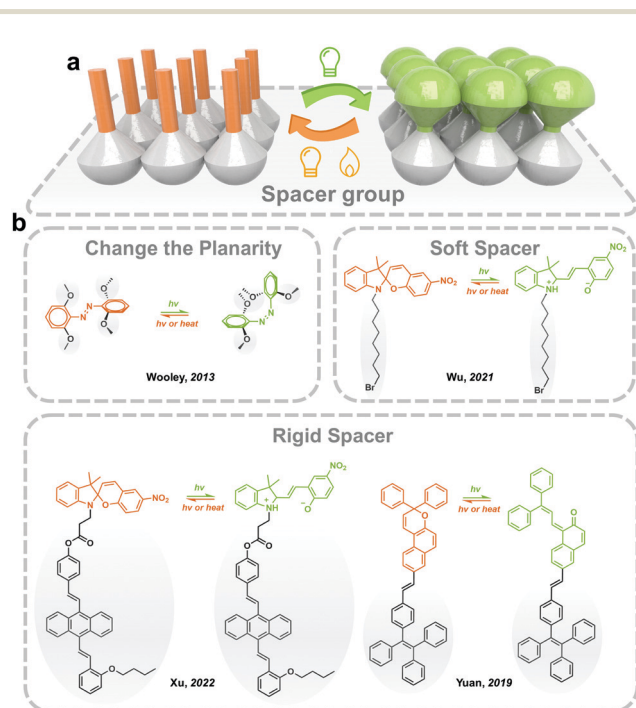 a
Spacer group
b
Change the Planarity
O
O
O
O
N
N
hv
hv or heat
O
O
O
O
N
N
Wooley, 2013
Soft Spacer
N
O
NO₂
Br
hv
hv or heat
NO₂
+
NH
O
−
Br
Wu, 2021
Rigid Spacer
N
O
NO₂
O
O
O
hv
hv or heat
NO₂
+
NH
O
−
O
O
O
Xu, 2022
O
hv
hv or heat
O
Yuan, 2019